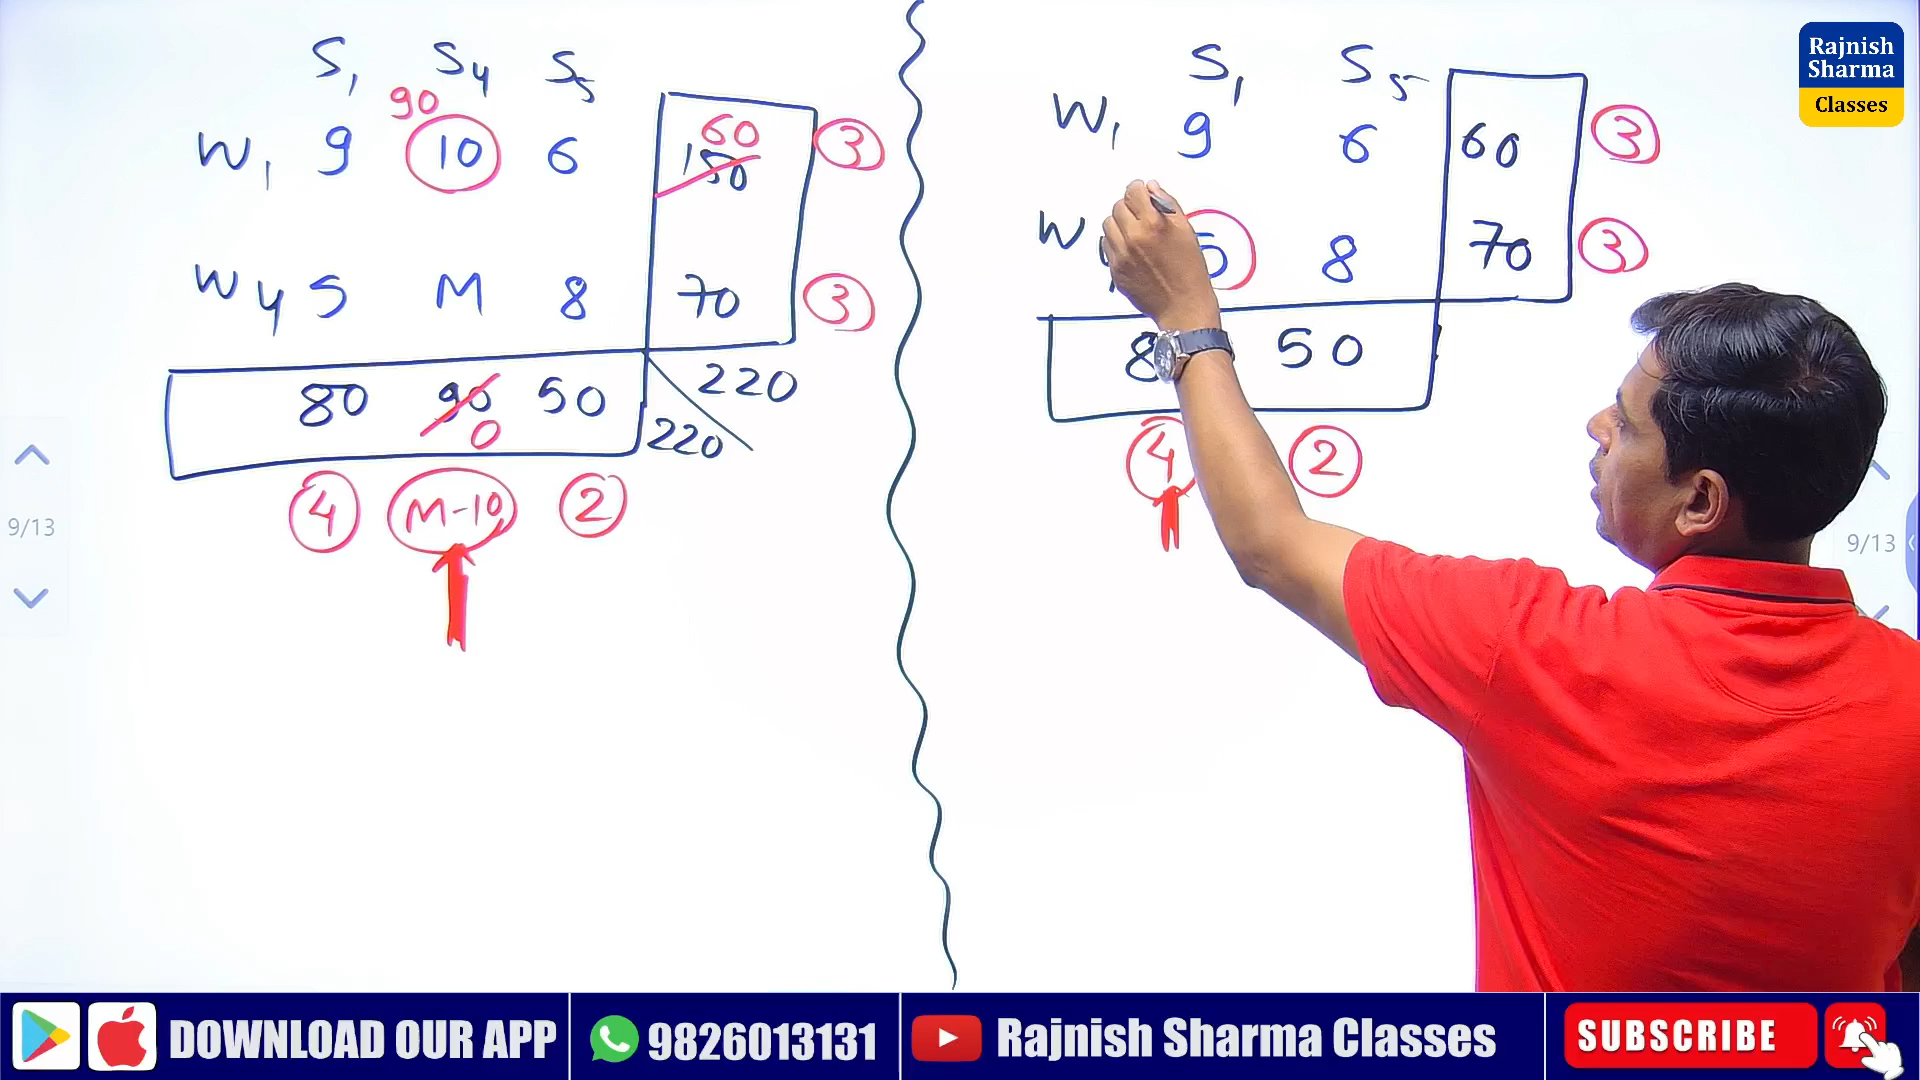 S1 S4 S5
90
W1 9 10 6 60 150 3
W4 5 M 8 70 3
80 90 50 220
0 220
4 M-10 2
S1 S5
W1 9 6 60 3
W 5 8 70 3
8 50
4 2
Rajnish
Sharma
Classes
9/13
9/13
DOWNLOAD OUR APP 9826013131 Rajnish Sharma Classes SUBSCRIBE